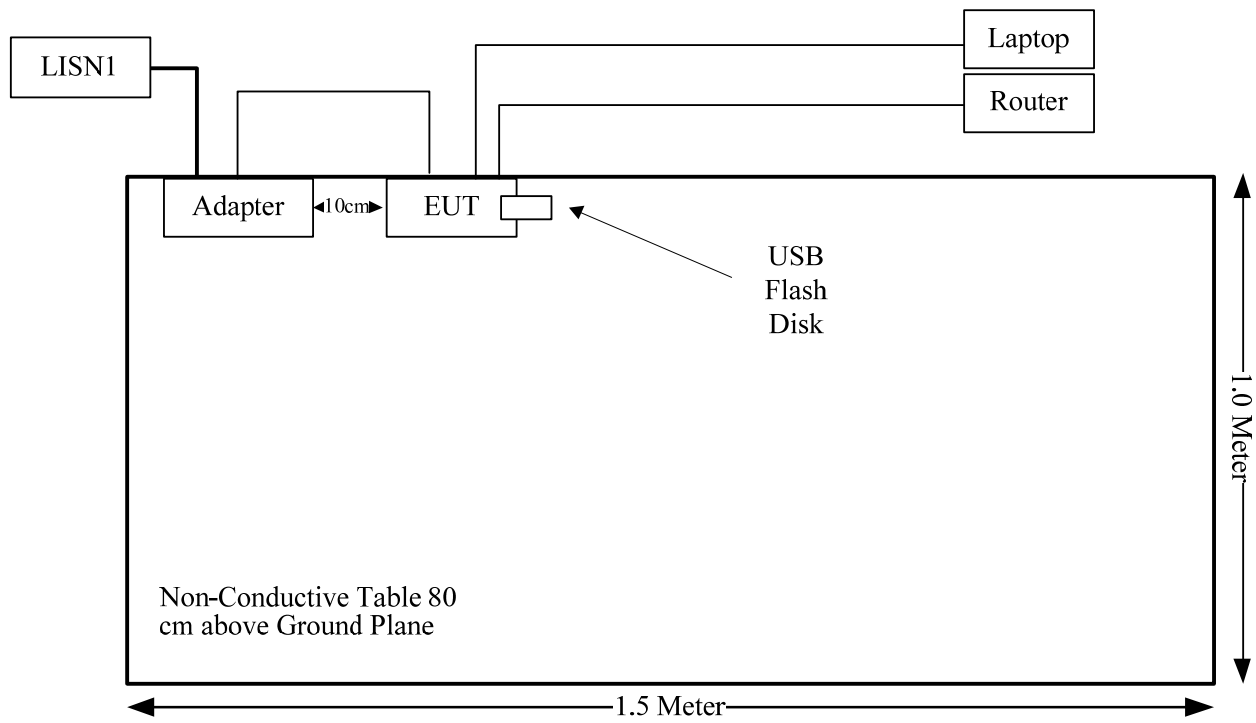 Laptop
LISN1
Router
Adapter
10cm
EUT
USB
Flash
Disk
1.0 Meter
Non-Conductive Table 80
cm above Ground Plane
1.5 Meter